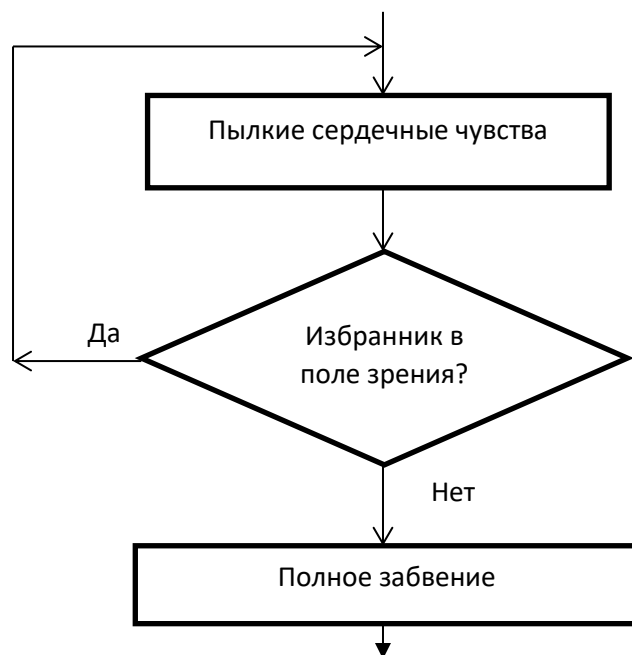 Пылкие сердечные чувства
Да
Избранник в
поле зрения?
Нет
Полное забвение